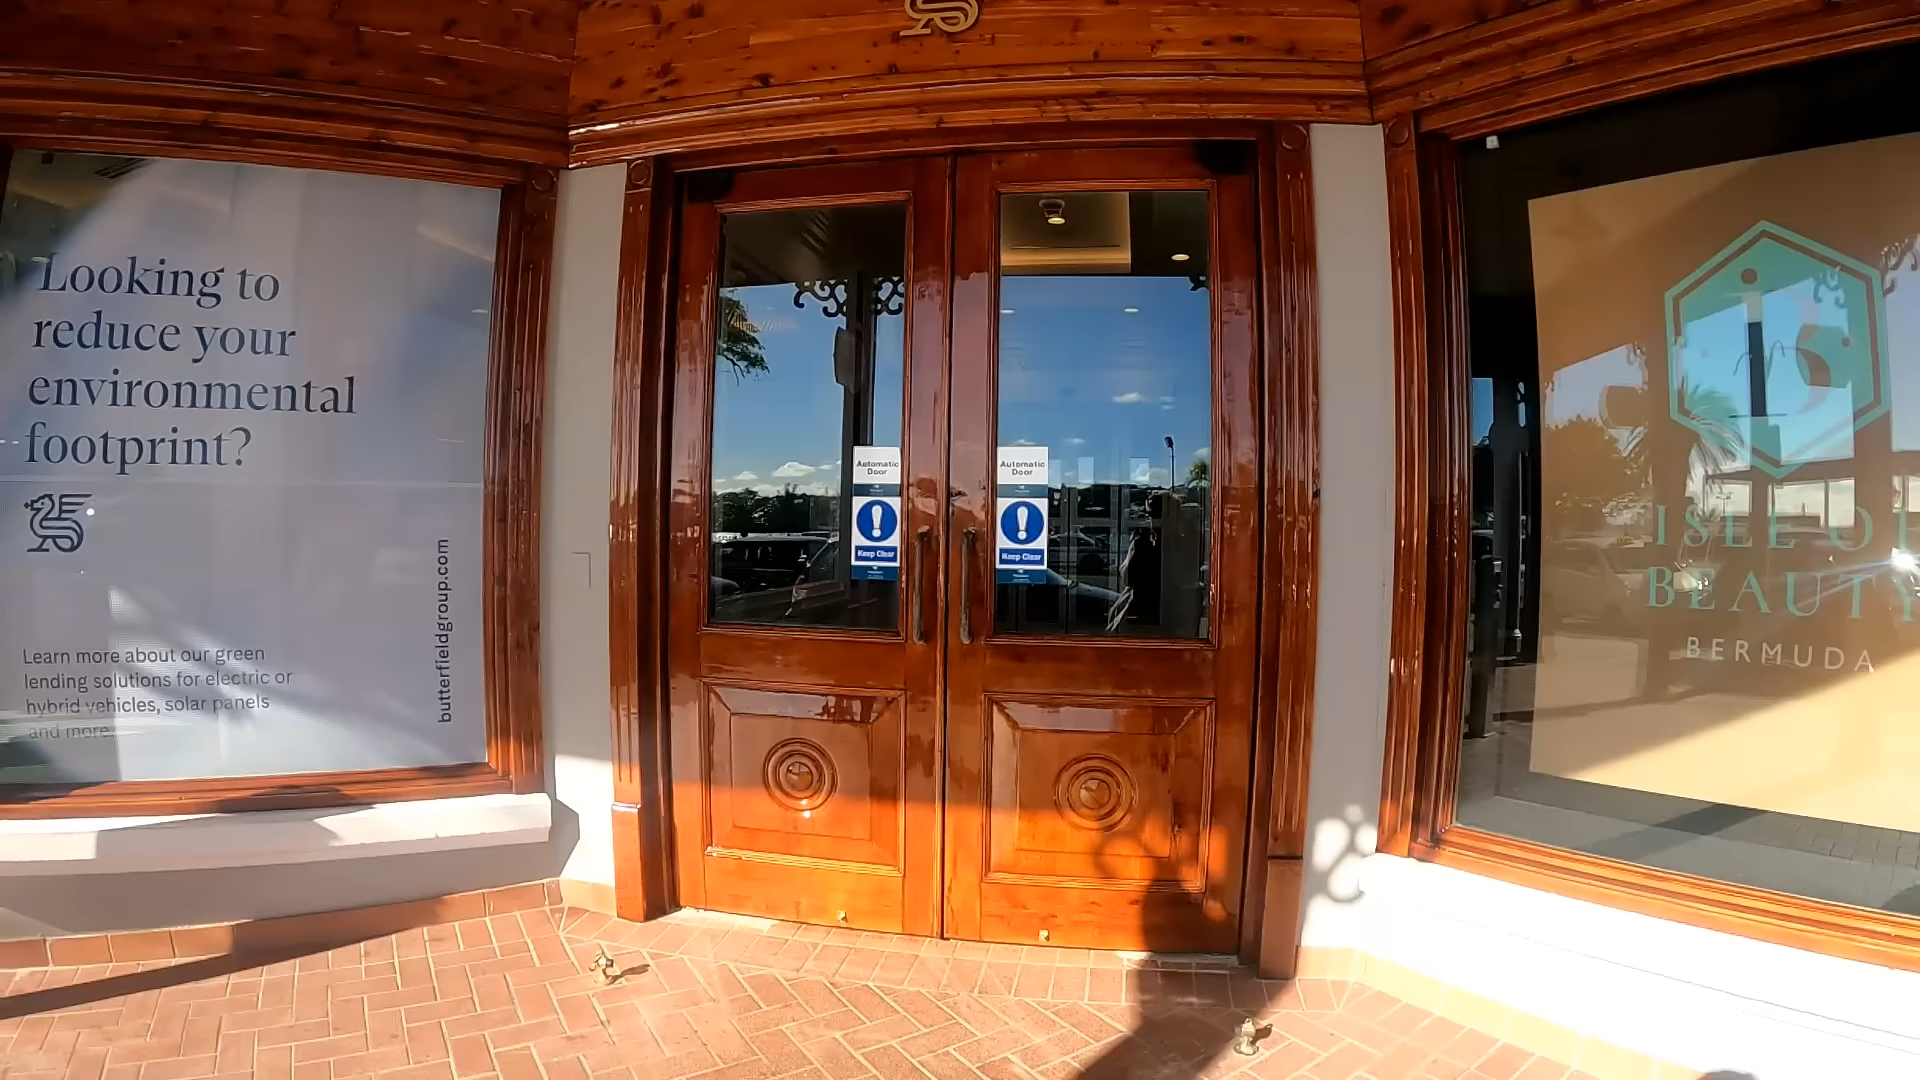 Looking to
reduce your
environmental
footprint?
Learn more about our green
lending solutions for electric or
hybrid vehicles, solar panels
and more.
butterfieldgroup.com
Automatic
Door
Keep Clear
Automatic
Door
Keep Clear
ISLE OF
BEAUTY
BERMUDA